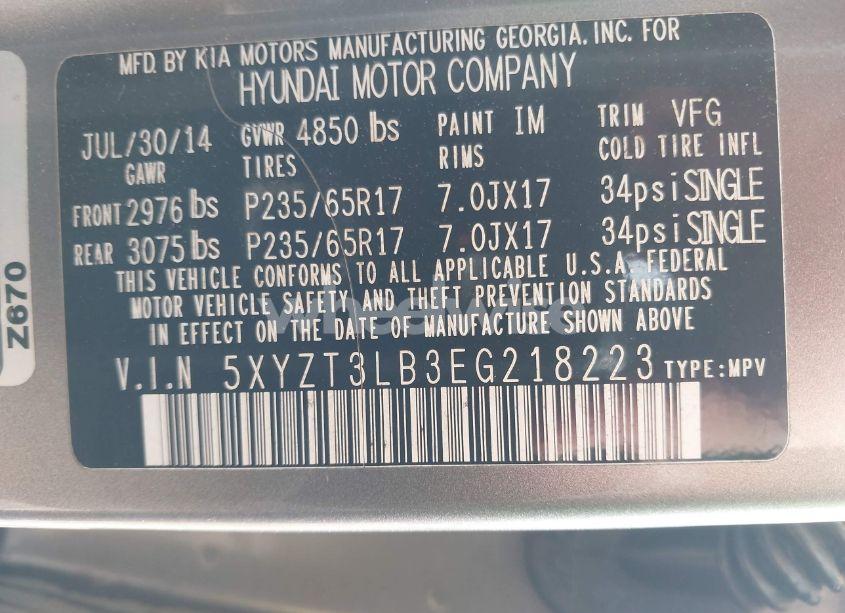 MFD. BY KIA MOTORS MANUFACTURING GEORGIA. INC. FOR
HYUNDAI MOTOR COMPANY
JUL/30/14 GVWR 4850 lbs PAINT IM TRIM VFG
GAWR TIRES RIMS COLD TIRE INFL
FRONT 2976 lbs P235/65R17 7.0JX17 34psi SINGLE
REAR 3075 lbs P235/65R17 7.0JX17 34psi SINGLE
THIS VEHICLE CONFORMS TO ALL APPLICABLE U.S.A. FEDERAL
MOTOR VEHICLE SAFETY AND THEFT PREVENTION STANDARDS
IN EFFECT ON THE DATE OF MANUFACTURE SHOWN ABOVE
V.I.N 5XYZT3LB3EG218223 TYPE:MPV
Z670